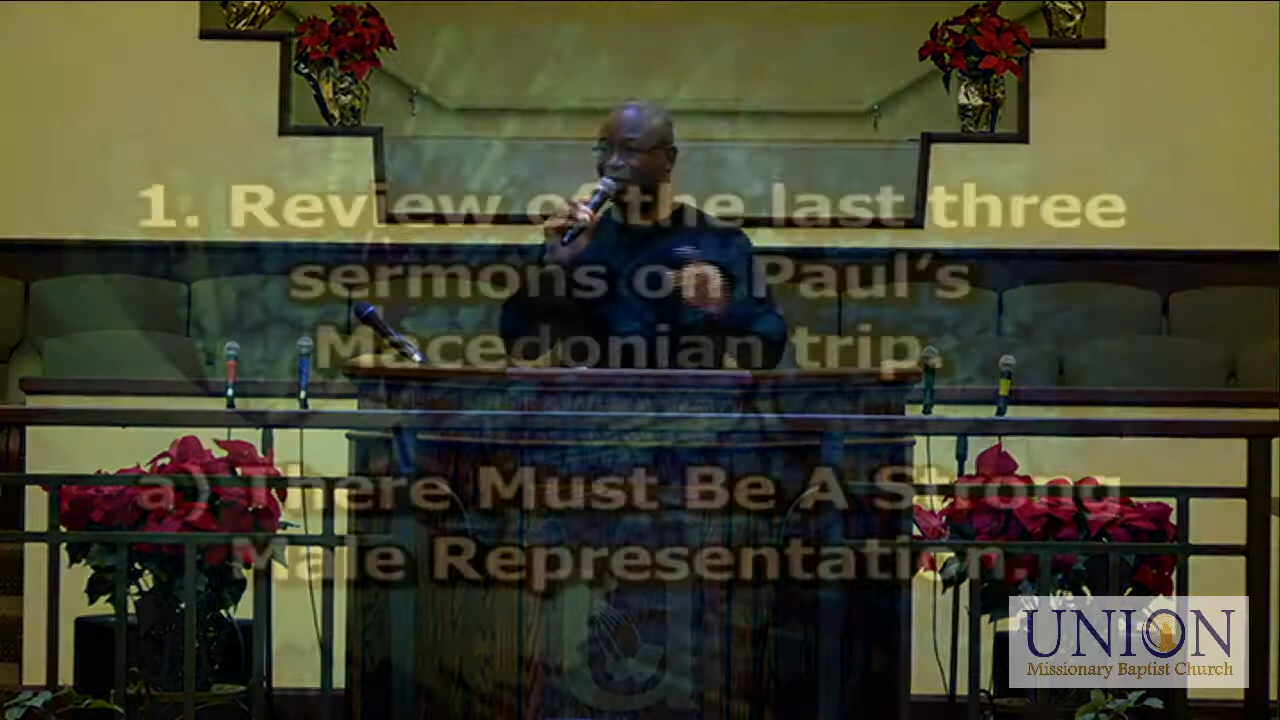 1. Review of the last three
sermons on Paul’s
Macedonian trip.
a) There Must Be A Strong
Male Representation.
UNION
Missionary Baptist Church